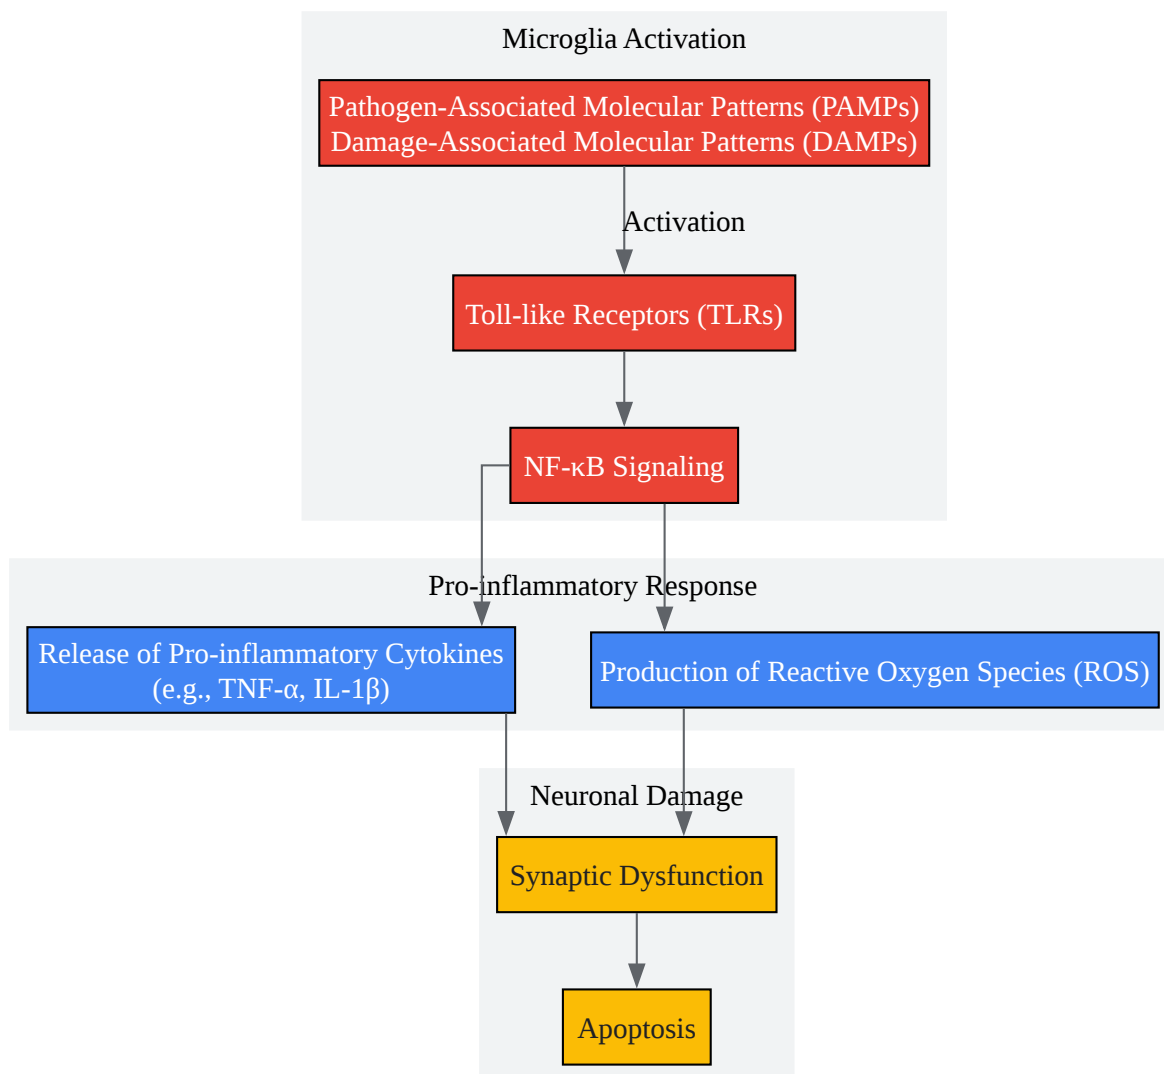 Microglia Activation
Pathogen-Associated Molecular Patterns (PAMPs)
Damage-Associated Molecular Patterns (DAMPs)
Activation
Toll-like Receptors (TLRs)
NF-κB Signaling
Pro-inflammatory Response
Release of Pro-inflammatory Cytokines
(e.g., TNF-α, IL-1β)
Production of Reactive Oxygen Species (ROS)
Neuronal Damage
Synaptic Dysfunction
Apoptosis